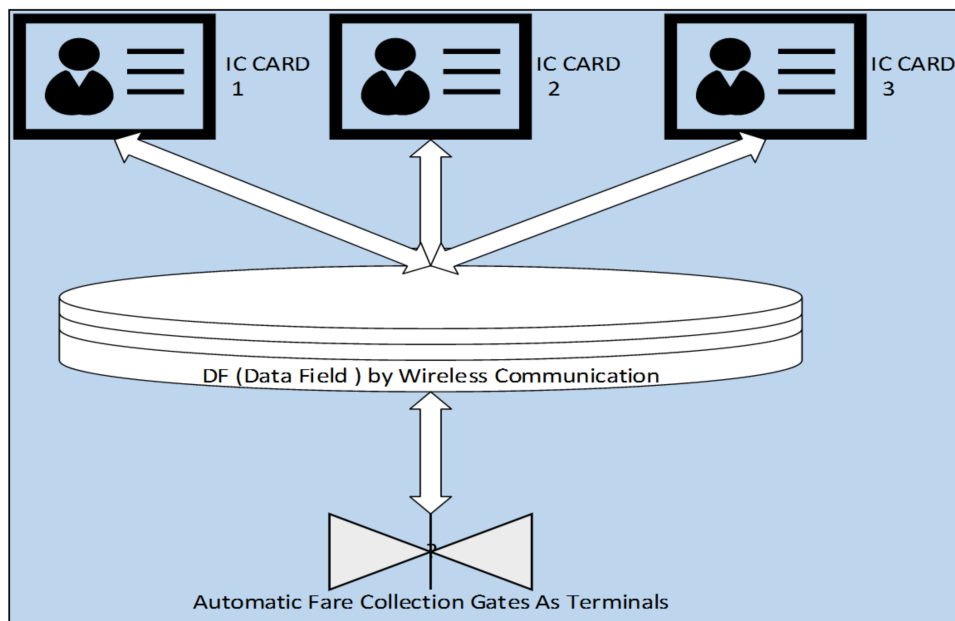 IC CARD
1
IC CARD
2
IC CARD
3
DF (Data Field ) by Wireless Communication
Automatic Fare Collection Gates As Terminals